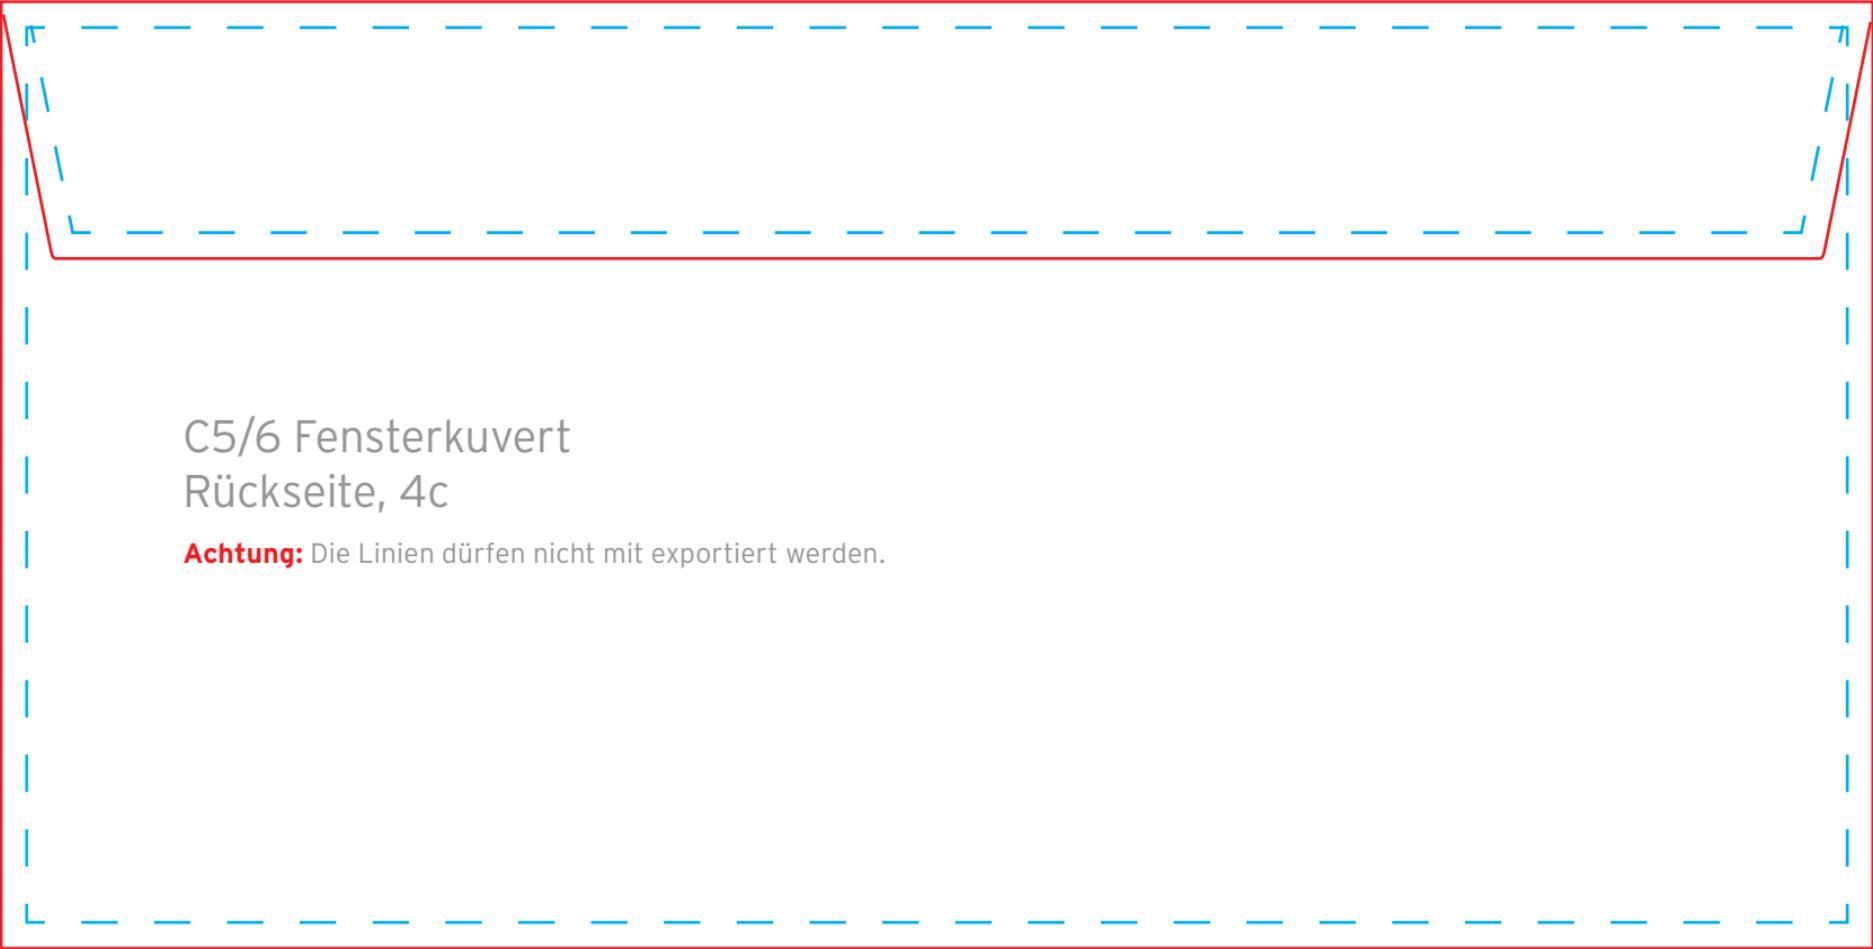 C5/6 Fensterkuvert
Rückseite, 4c
Achtung: Die Linien dürfen nicht mit exportiert werden.